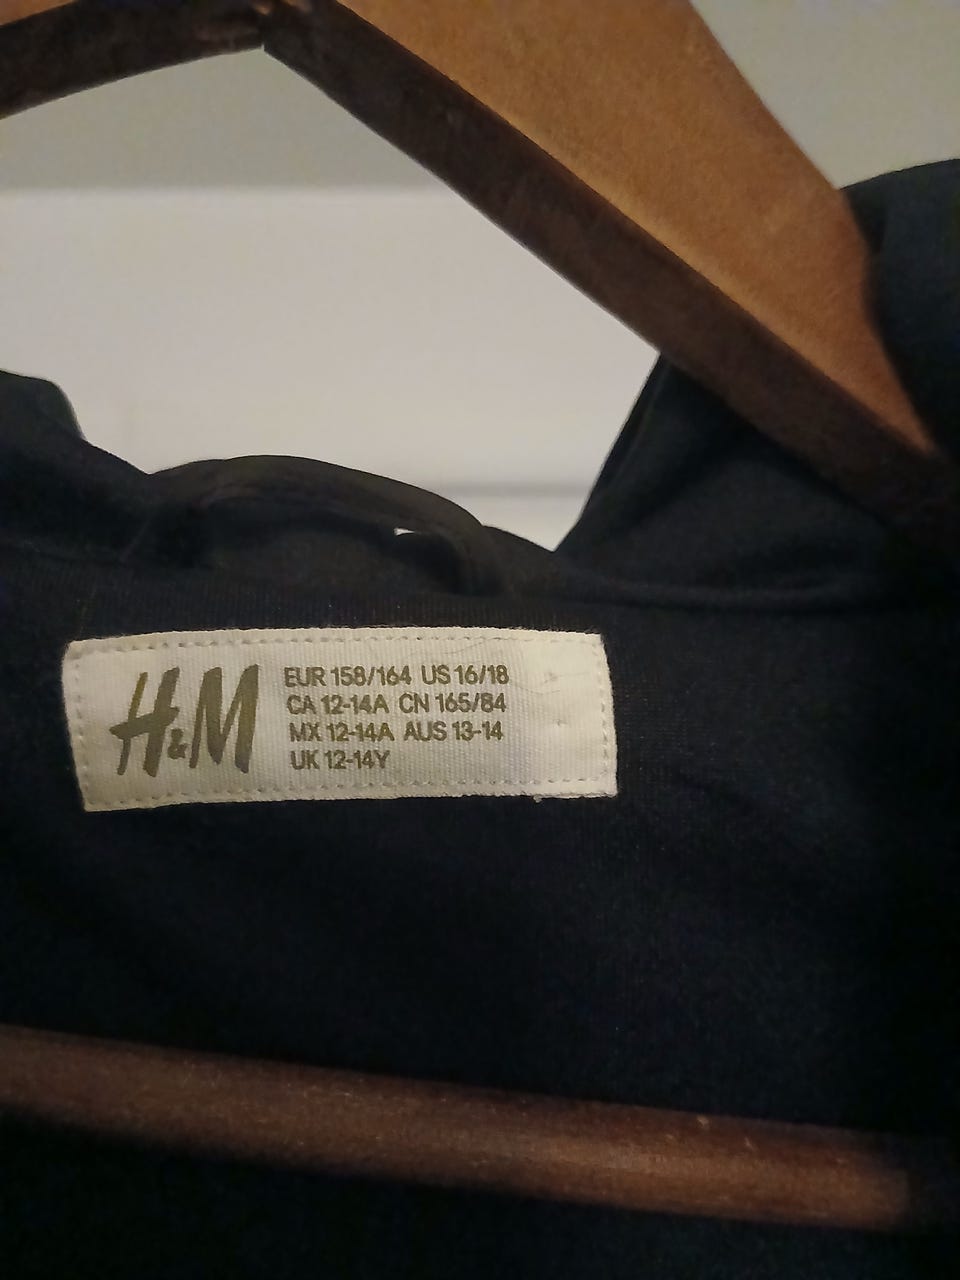 H&M
EUR 158/164 US 16/18
CA 12-14A CN 165/84
MX 12-14A AUS 13-14
UK 12-14Y